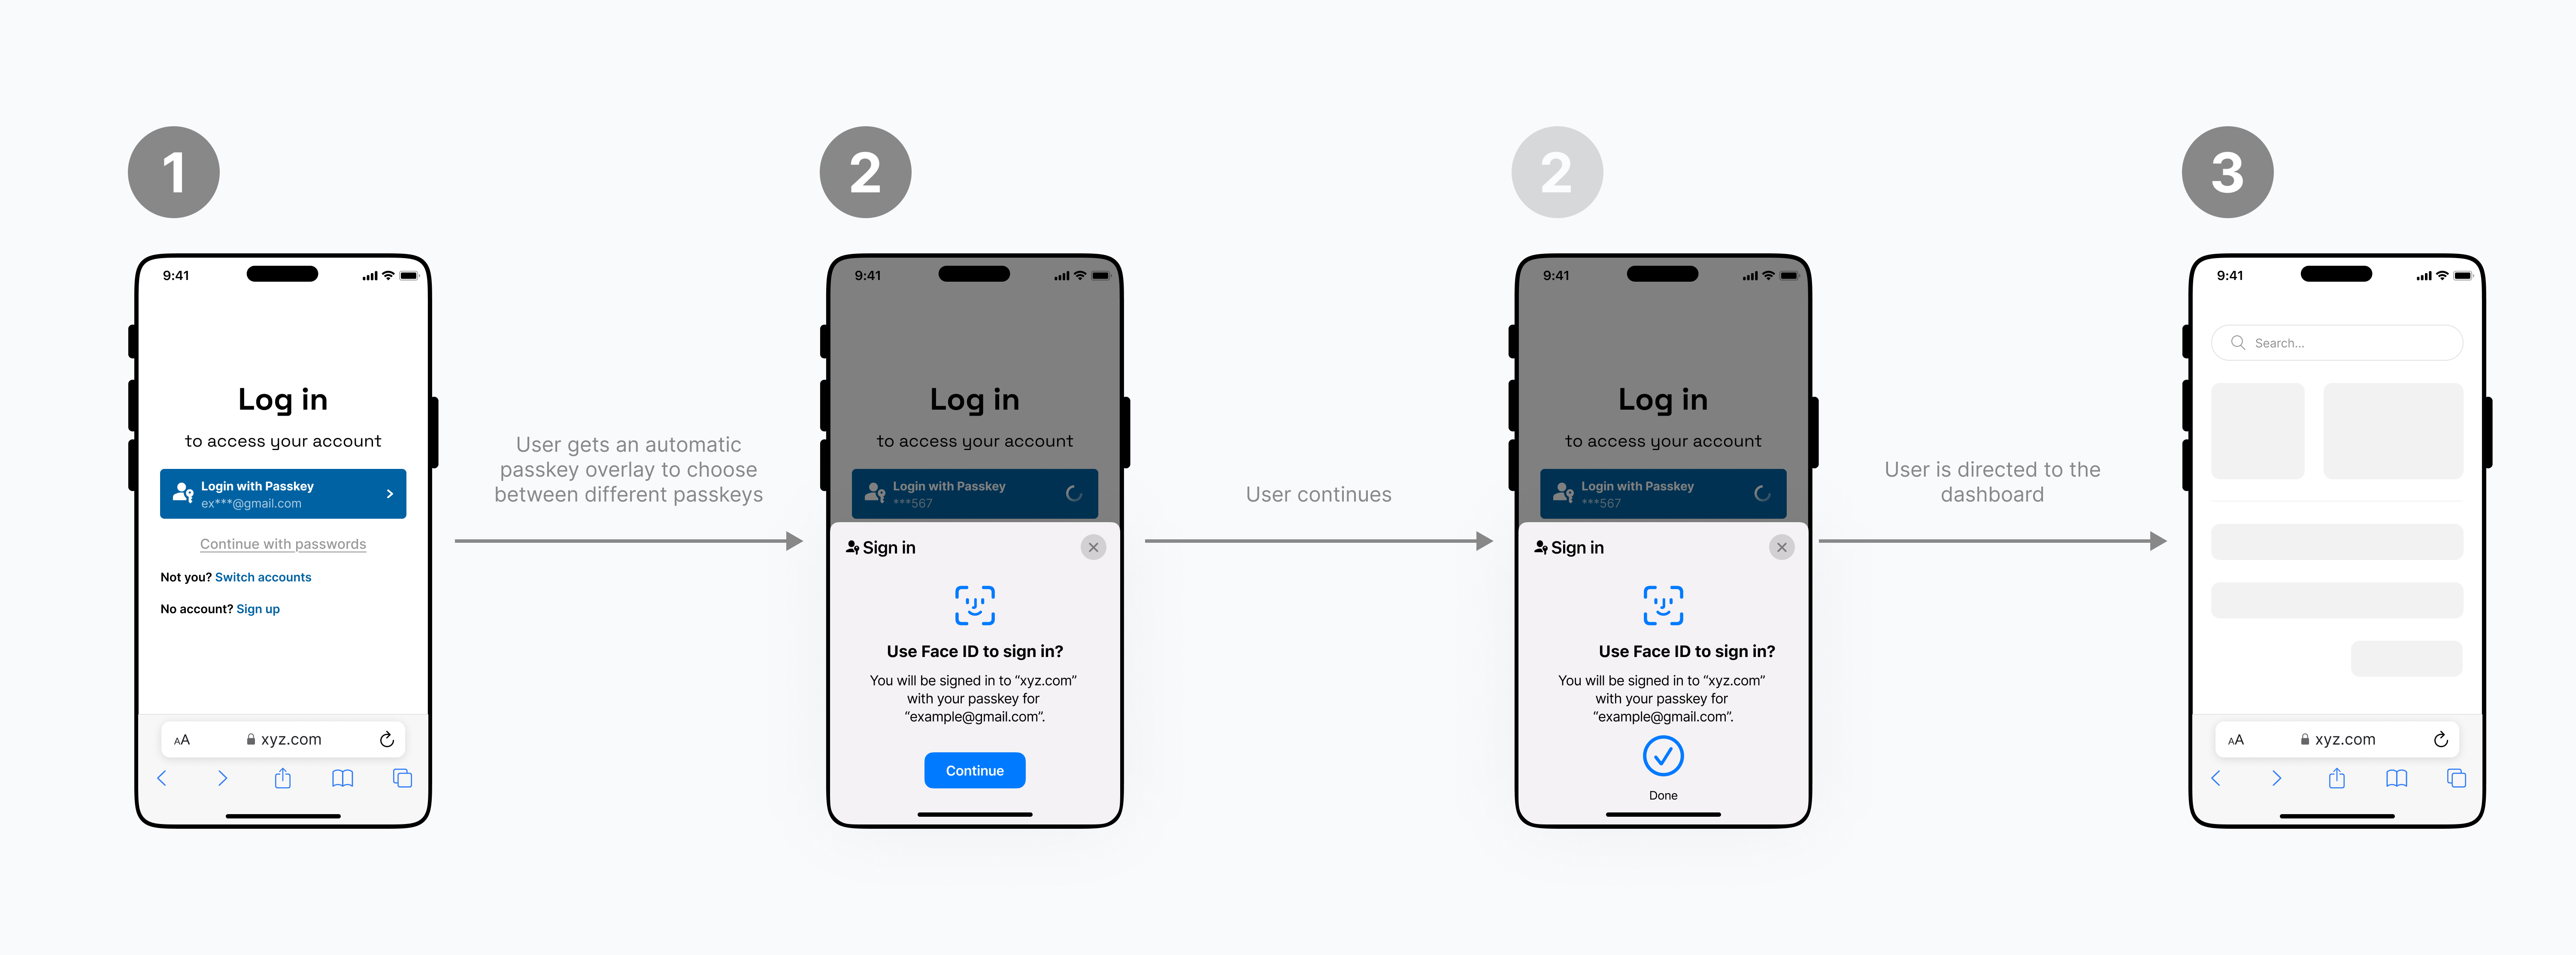 1
2
2
3
9:41
Log in
to access your account
Login with Passkey
ex***@gmail.com
Continue with passwords
Not you? Switch accounts
No account? Sign up
AA
xyz.com
User gets an automatic
passkey overlay to choose
between different passkeys
9:41
Log in
to access your account
Login with Passkey
***567
Sign in
Use Face ID to sign in?
You will be signed in to “xyz.com”
with your passkey for
“example@gmail.com”.
Continue
User continues
9:41
Log in
to access your account
Login with Passkey
***567
Sign in
Use Face ID to sign in?
You will be signed in to “xyz.com”
with your passkey for
“example@gmail.com”.
Done
User is directed to the
dashboard
9:41
Search...
AA
xyz.com